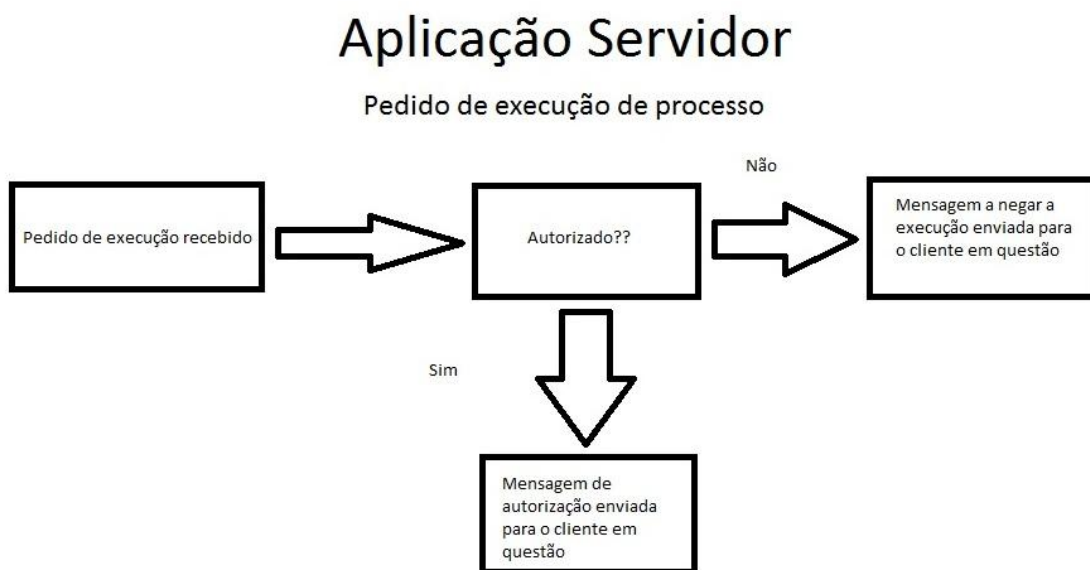 Aplicação Servidor
Pedido de execução de processo
Pedido de execução recebido
Autorizado??
Não
Mensagem a negar a
execução enviada para
o cliente em questão
Sim
Mensagem de
autorização enviada
para o cliente em
questão